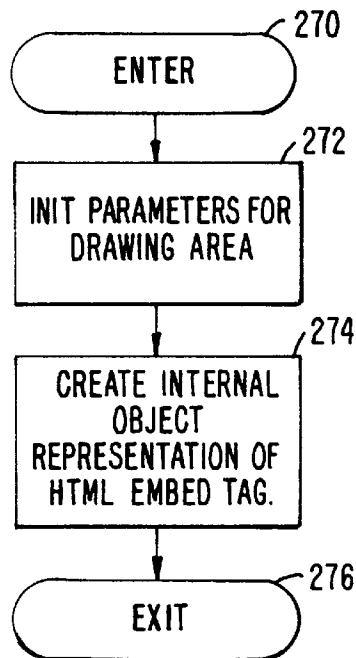 270
ENTER
272
INIT PARAMETERS FOR
DRAWING AREA
274
CREATE INTERNAL
OBJECT
REPRESENTATION OF
HTML EMBED TAG.
276
EXIT